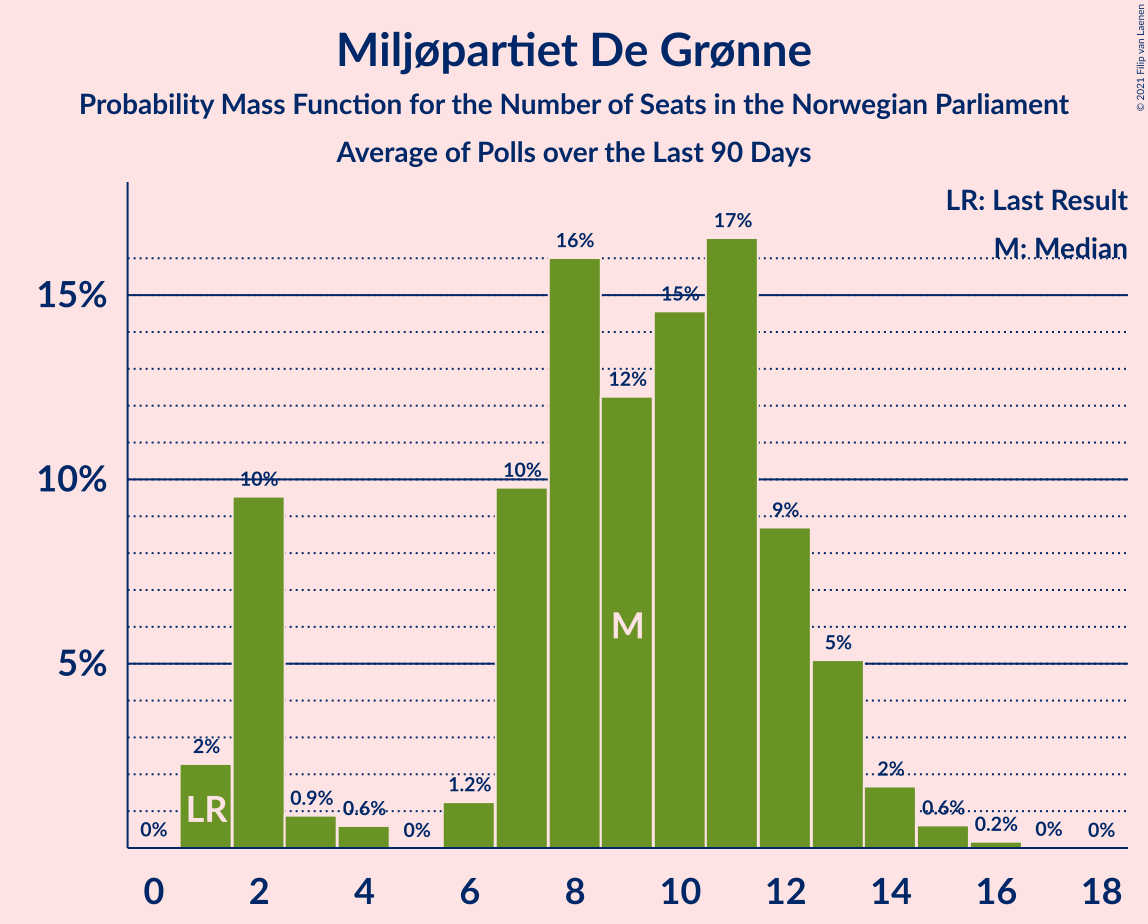 Miljøpartiet De Grønne
Probability Mass Function for the Number of Seats in the Norwegian Parliament
Average of Polls over the Last 90 Days
© 2021 Filip van Laenen
LR: Last Result
M: Median
15%
10%
5%
0%
2%
10%
0.9%
0.6%
0%
1.2%
10%
16%
12%
15%
17%
9%
5%
2%
0.6%
0.2%
0%
0%
LR
M
0 2 4 6 8 10 12 14 16 18